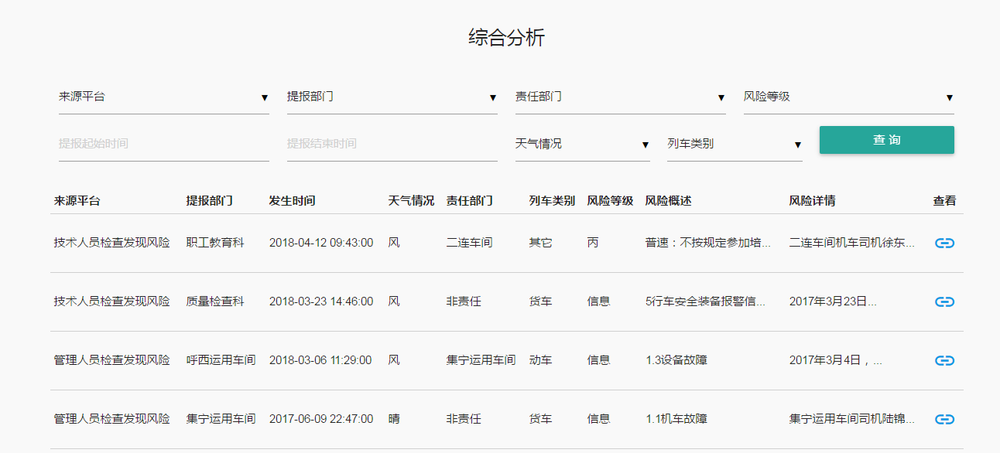 综合分析
来源平台 ▼ 提报部门 ▼ 责任部门 ▼ 风险等级 ▼
提报起始时间 提报结束时间 天气情况 ▼ 列车类别 ▼ 查 询
来源平台 提报部门 发生时间 天气情况 责任部门 列车类别 风险等级 风险概述 风险详情 查看
技术人员检查发现风险 职工教育科 2018-04-12 09:43:00 风 二连车间 其它 丙 普速：不按规定参加培... 二连车间机车司机徐东...
技术人员检查发现风险 质量检查科 2018-03-23 14:46:00 风 非责任 货车 信息 5行车安全装备报警信... 2017年3月23日...
管理人员检查发现风险 呼西运用车间 2018-03-06 11:29:00 风 集宁运用车间 动车 信息 1.3设备故障 2017年3月4日，...
管理人员检查发现风险 集宁运用车间 2017-06-09 22:47:00 晴 非责任 货车 信息 1.1机车故障 集宁运用车间司机陆锦...